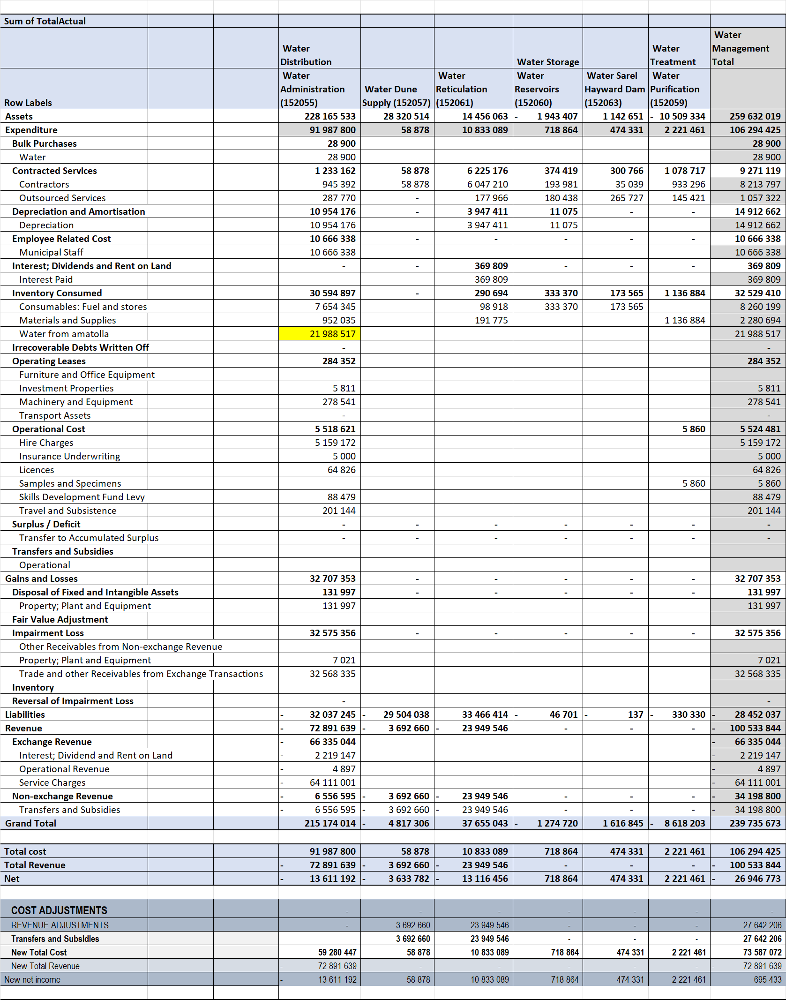 Sum of TotalActual
Water Distribution Water Storage Water Treatment Water Management Total
Row Labels Water Administration (152055) Water Dune Supply (152057) Water Reticulation (152061) Water Reservoirs (152060) Water Sarel Hayward Dam (152063) Water Purification (152059)
Assets 228 165 533 28 320 514 14 456 063 - 1 943 407 1 142 651 - 10 509 334 259 632 019
Expenditure 91 987 800 58 878 10 833 089 718 864 474 331 2 221 461 106 294 425
Bulk Purchases 28 900 28 900
Water 28 900 28 900
Contracted Services 1 233 162 58 878 6 225 176 374 419 300 766 1 078 717 9 271 119
Contractors 945 392 58 878 6 047 210 193 981 35 039 933 296 8 213 797
Outsourced Services 287 770 - 177 966 180 438 265 727 145 421 1 057 322
Depreciation and Amortisation 10 954 176 - 3 947 411 11 075 - - 14 912 662
Depreciation 10 954 176 3 947 411 11 075 14 912 662
Employee Related Cost 10 666 338 - - - - - 10 666 338
Municipal Staff 10 666 338 10 666 338
Interest; Dividends and Rent on Land - - 369 809 - - - 369 809
Interest Paid 369 809 369 809
Inventory Consumed 30 594 897 - 290 694 333 370 173 565 1 136 884 32 529 410
Consumables: Fuel and stores 7 654 345 98 918 333 370 173 565 8 260 199
Materials and Supplies 952 035 191 775 1 136 884 2 280 694
Water from amatolla 21 988 517 21 988 517
Irrecoverable Debts Written Off - -
Operating Leases 284 352 284 352
Furniture and Office Equipment
Investment Properties 5 811 5 811
Machinery and Equipment 278 541 278 541
Transport Assets - -
Operational Cost 5 518 621 5 860 5 524 481
Hire Charges 5 159 172 5 159 172
Insurance Underwriting 5 000 5 000
Licences 64 826 64 826
Samples and Specimens 5 860 5 860
Skills Development Fund Levy 88 479 88 479
Travel and Subsistence 201 144 201 144
Surplus / Deficit - - - - - - -
Transfer to Accumulated Surplus - - - - - - -
Transfers and Subsidies
Operational
Gains and Losses 32 707 353 - - - - - 32 707 353
Disposal of Fixed and Intangible Assets 131 997 - - - - - 131 997
Property; Plant and Equipment 131 997 131 997
Fair Value Adjustment
Impairment Loss 32 575 356 - - - - - 32 575 356
Other Receivables from Non-exchange Revenue
Property; Plant and Equipment 7 021 7 021
Trade and other Receivables from Exchange Transactions 32 568 335 32 568 335
Inventory
Reversal of Impairment Loss - -
Liabilities - 32 037 245 - 29 504 038 33 466 414 - 46 701 - 137 - 330 330 - 28 452 037
Revenue - 72 891 639 - 3 692 660 - 23 949 546 - - - - 100 533 844
Exchange Revenue - 66 335 044 - 66 335 044
Interest; Dividend and Rent on Land - 2 219 147 - 2 219 147
Operational Revenue - 4 897 - 4 897
Service Charges - 64 111 001 - 64 111 001
Non-exchange Revenue - 6 556 595 - 3 692 660 - 23 949 546 - - - - 34 198 800
Transfers and Subsidies - 6 556 595 - 3 692 660 - 23 949 546 - - - - 34 198 800
Grand Total 215 174 014 - 4 817 306 37 655 043 - 1 274 720 1 616 845 - 8 618 203 239 735 673
Total cost 91 987 800 58 878 10 833 089 718 864 474 331 2 221 461 106 294 425
Total Revenue - 72 891 639 - 3 692 660 - 23 949 546 - - - - 100 533 844
Net - 13 611 192 - 3 633 782 - 13 116 456 718 864 474 331 2 221 461 - 26 946 773
COST ADJUSTMENTS - - - - - - -
REVENUE ADJUSTMENTS - 3 692 660 23 949 546 - - - 27 642 206
Transfers and Subsidies 3 692 660 23 949 546 - - - 27 642 206
New Total Cost 59 280 447 58 878 10 833 089 718 864 474 331 2 221 461 73 587 072
New Total Revenue - 72 891 639 - - - - - - 72 891 639
New net income - 13 611 192 58 878 10 833 089 718 864 474 331 2 221 461 695 433